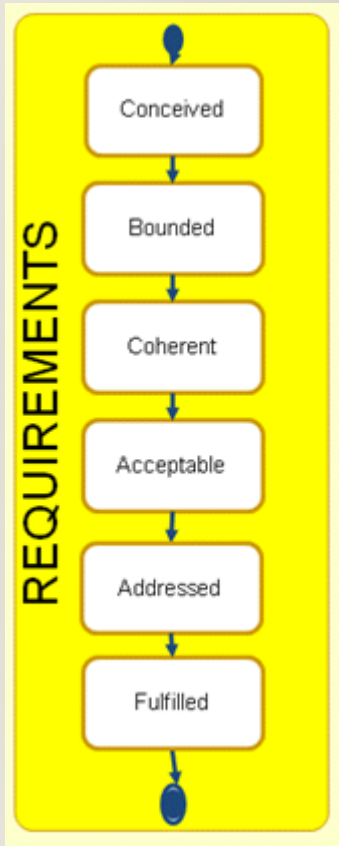 REQUIREMENTS
Conceived
Bounded
Coherent
Acceptable
Addressed
Fulfilled